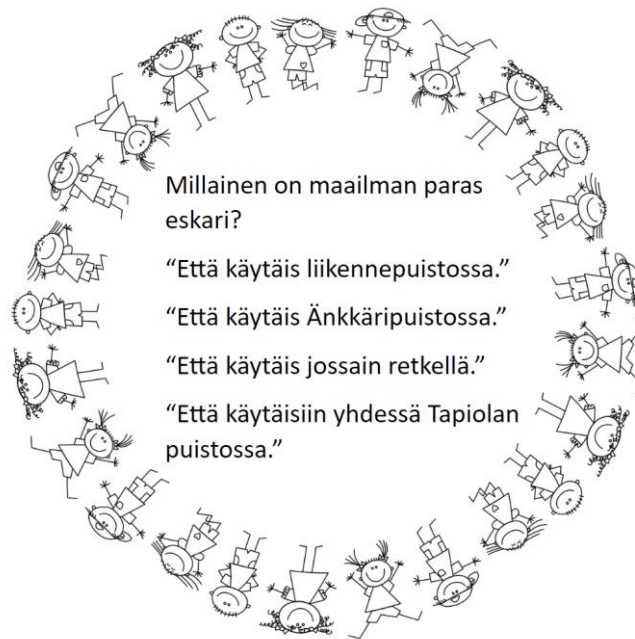 Millainen on maailman paras
eskari?
“Että käytäis liikennepuistossa.”
“Että käytäis Änkkäripuistossa.”
“Että käytäis jossain retkellä.”
“Että käytäisiin yhdessä Tapiolan
puistossa.”